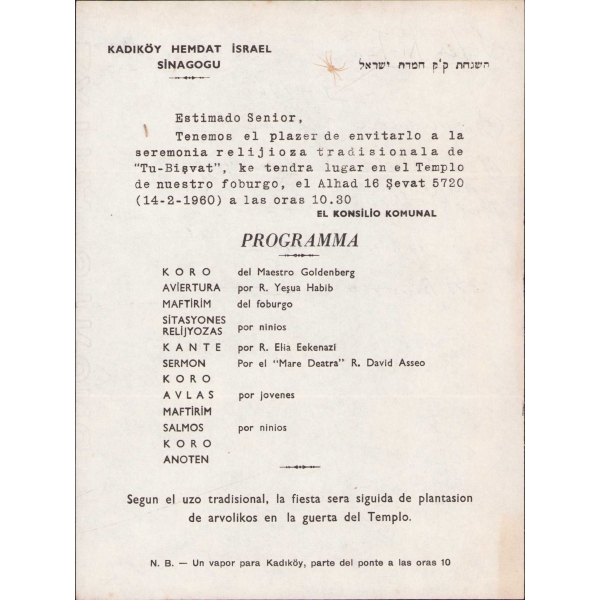 KADIKÖY HEMDAT İSRAEL
SİNAGOGU
השגחת ק״ק חמדת ישראל
Estimado Senior,
Tenemos el plazer de envitarlo a la
seremonia relijioza tradisionala de
"Tu-Bişvat", ke tendra lugar en el Templo
de nuestro foburgo, el Alhad 16 Şevat 5720
(14-2-1960) a las oras 10.30
EL KONSİLİO KOMUNAL
PROGRAMMA
KORO del Maestro Goldenberg
AVİERTURA por R. Yeşua Habib
MAFTİRİM del foburgo
SİTASYONES
RELİJYOZAS por ninios
KANTE por R. Elia Eekenazi
SERMON Por el "Mare Deatra" R. David Asseo
KORO
AVLAS por jovenes
MAFTİRİM
SALMOS por ninios
KORO
ANOTEN
Segun el uzo tradisional, la fiesta sera siguida de plantasion
de arvolikos en la guerta del Templo.
N. B. — Un vapor para Kadıköy, parte del ponte a las oras 10